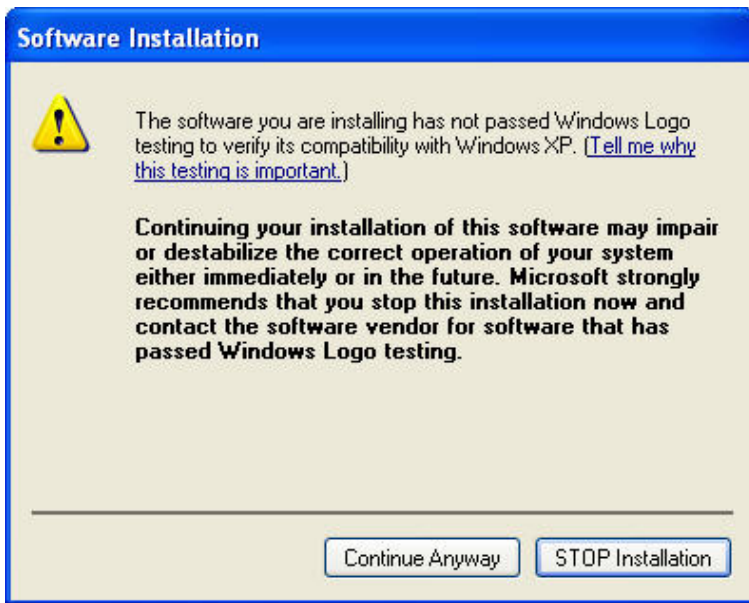 Software Installation
The software you are installing has not passed Windows Logo
testing to verify its compatibility with Windows XP. (Tell me why
this testing is important.)
Continuing your installation of this software may impair
or destabilize the correct operation of your system
either immediately or in the future. Microsoft strongly
recommends that you stop this installation now and
contact the software vendor for software that has
passed Windows Logo testing.
Continue Anyway
STOP Installation